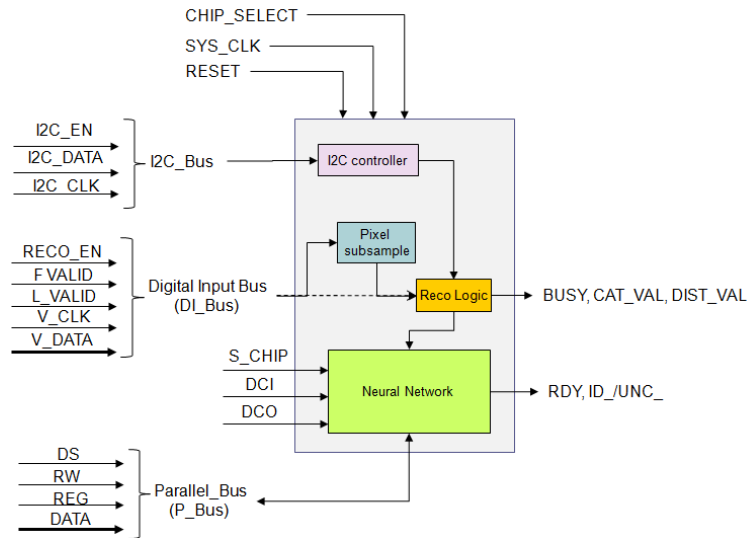 CHIP_SELECT
SYS_CLK
RESET
I2C_EN
I2C_DATA
I2C_CLK
I2C_Bus
I2C controller
RECO_EN
F VALID
L_VALID
V_CLK
V_DATA
Digital Input Bus
(DI_Bus)
Pixel
subsample
Reco Logic
BUSY, CAT_VAL, DIST_VAL
S_CHIP
DCI
DCO
Neural Network
RDY, ID_/UNC_
DS
RW
REG
DATA
Parallel_Bus
(P_Bus)